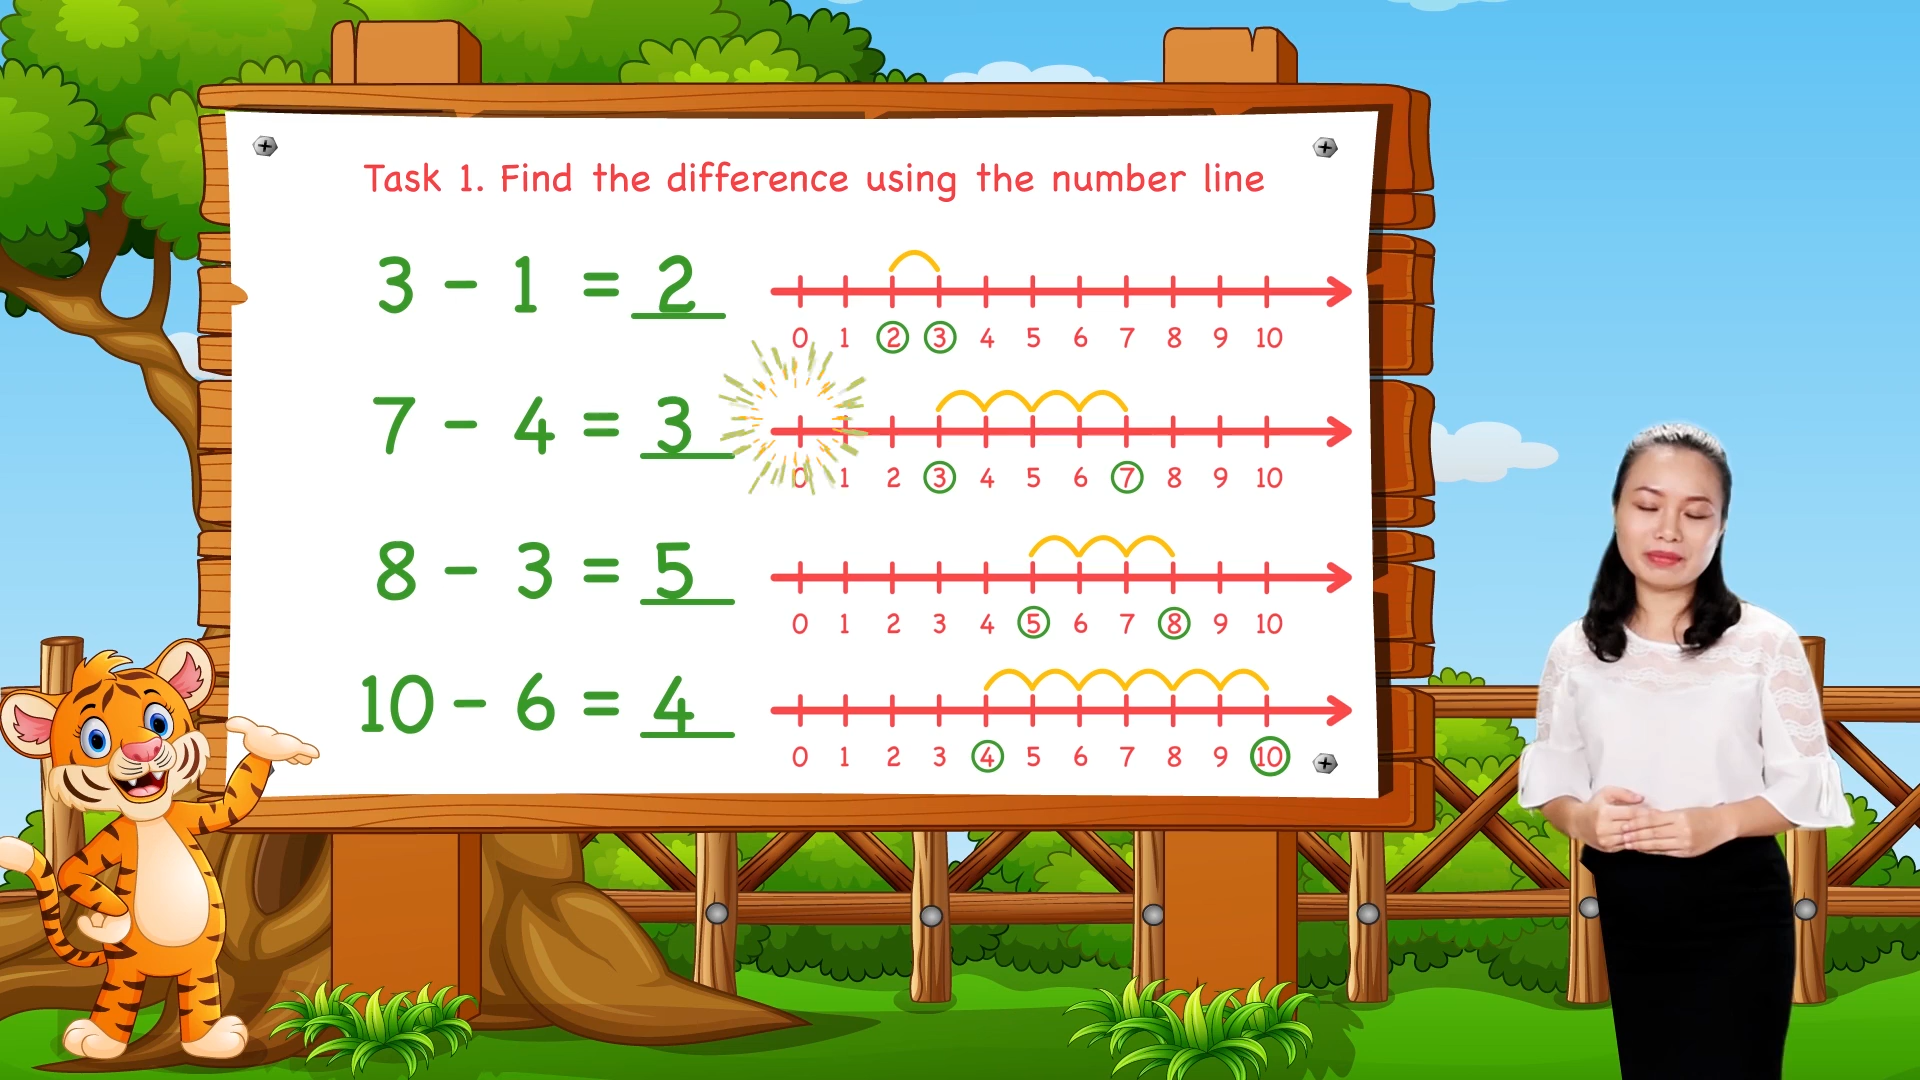 Task 1. Find the difference using the number line
3 - 1 = 2
0 1 2 3 4 5 6 7 8 9 10
7 - 4 = 3
0 1 2 3 4 5 6 7 8 9 10
8 - 3 = 5
0 1 2 3 4 5 6 7 8 9 10
10 - 6 = 4
0 1 2 3 4 5 6 7 8 9 10